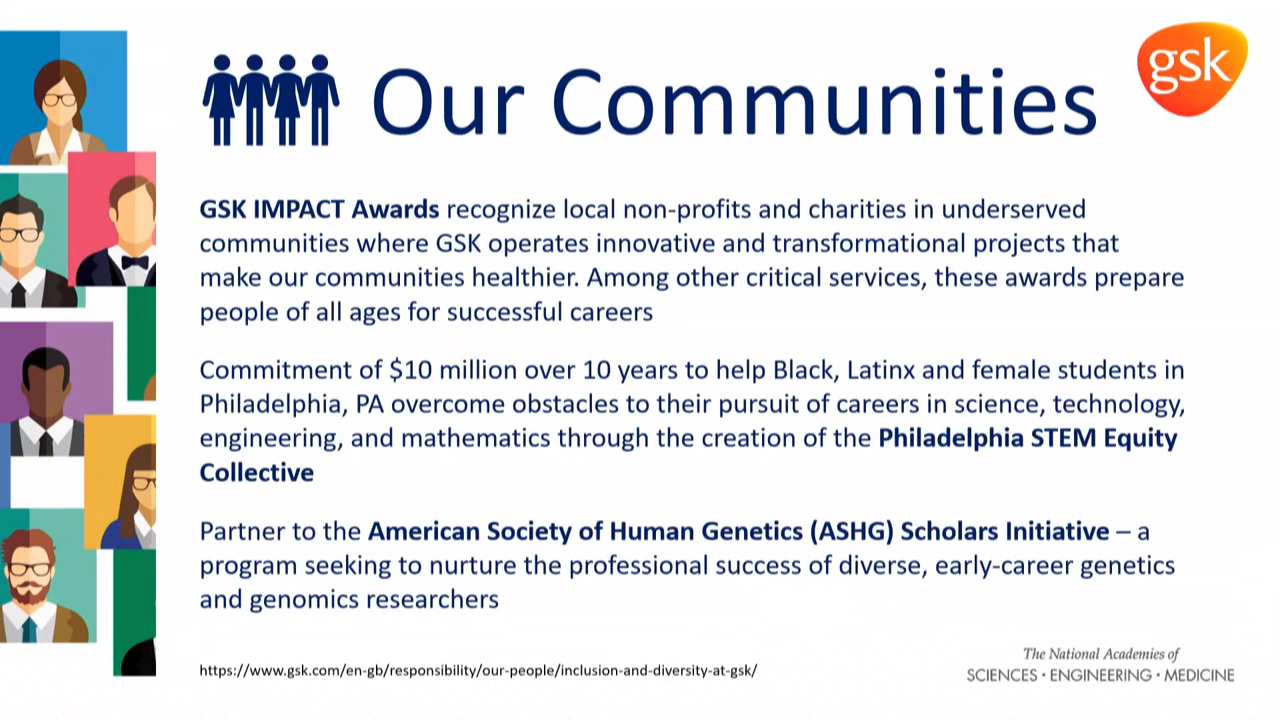 Our Communities
gsk
GSK IMPACT Awards recognize local non-profits and charities in underserved
communities where GSK operates innovative and transformational projects that
make our communities healthier. Among other critical services, these awards prepare
people of all ages for successful careers
Commitment of $10 million over 10 years to help Black, Latinx and female students in
Philadelphia, PA overcome obstacles to their pursuit of careers in science, technology,
engineering, and mathematics through the creation of the Philadelphia STEM Equity
Collective
Partner to the American Society of Human Genetics (ASHG) Scholars Initiative – a
program seeking to nurture the professional success of diverse, early-career genetics
and genomics researchers
https://www.gsk.com/en-gb/responsibility/our-people/inclusion-and-diversity-at-gsk/
The National Academies of
SCIENCES · ENGINEERING · MEDICINE